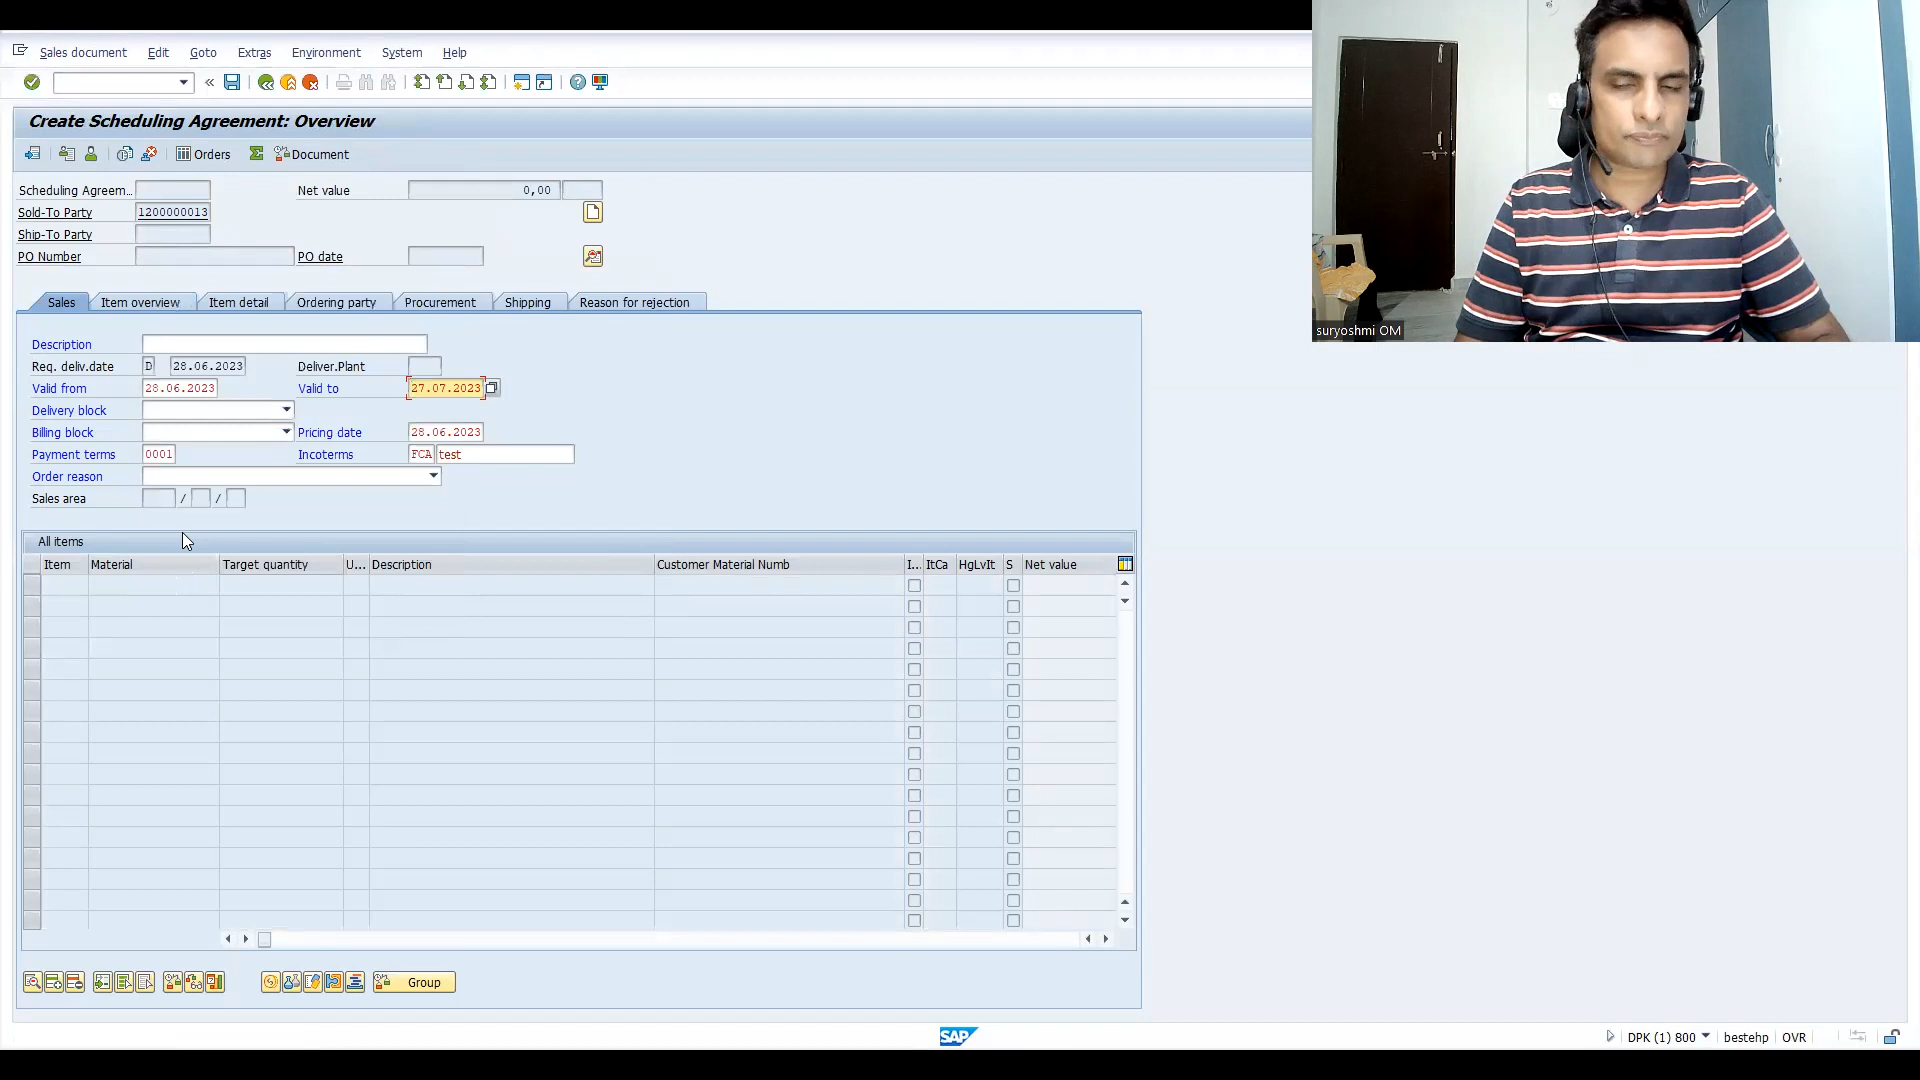 Sales document Edit Goto Extras Environment System Help
Create Scheduling Agreement: Overview
Orders Document
Scheduling Agreem... Net value 0,00
Sold-To Party 1200000013
Ship-To Party
PO Number PO date
Sales Item overview Item detail Ordering party Procurement Shipping Reason for rejection
Description
Req. deliv.date D 28.06.2023 Deliver.Plant
Valid from 28.06.2023 Valid to 27.07.2023
Delivery block
Billing block Pricing date 28.06.2023
Payment terms 0001 Incoterms FCA test
Order reason
Sales area / /
All items
Item Material Target quantity U... Description Customer Material Numb I... ItCa HgLvIt S Net value
Group
SAP
DPK (1) 800 bestehp OVR
suryoshmi OM